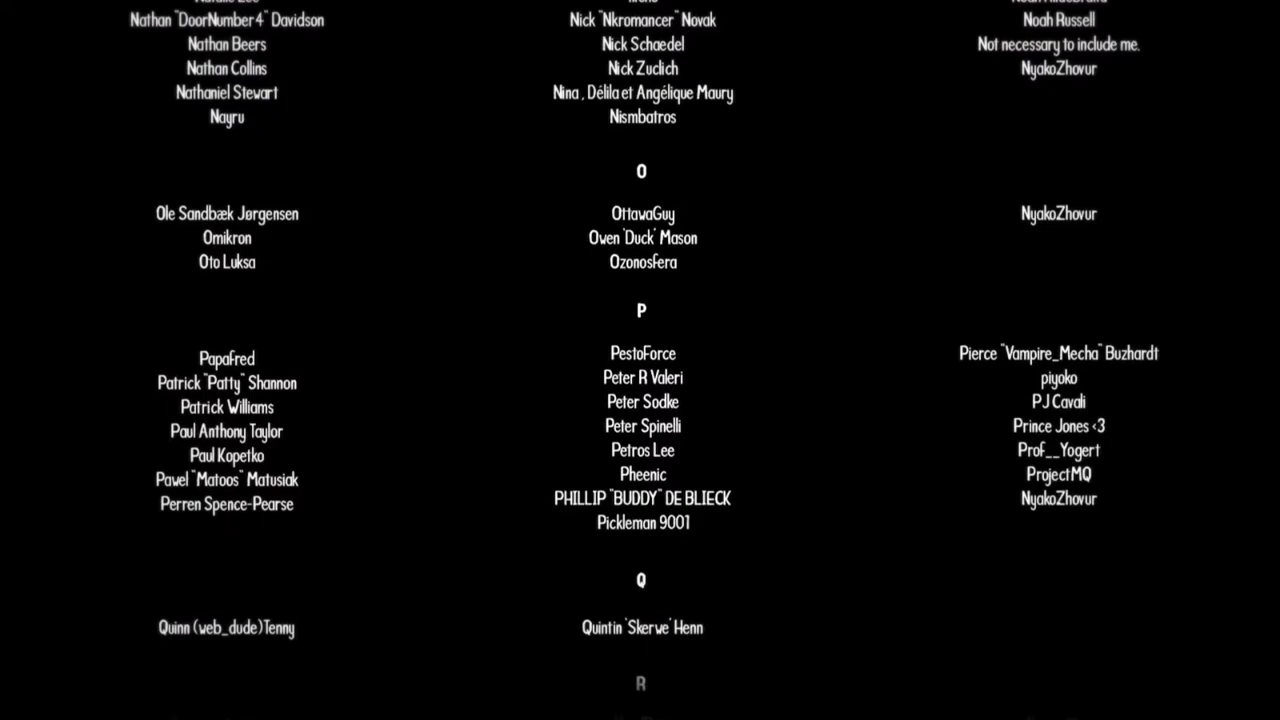 Nathan "DoorNumber4" Davidson
Nathan Beers
Nathan Collins
Nathaniel Stewart
Nayru
Nick "Nkromancer" Novak
Nick Schaedel
Nick Zuclich
Nina , Délila et Angélique Maury
Nismbatros
Noah Russell
Not necessary to include me.
NyakoZhovur
O
Ole Sandbæk Jørgensen
Omikron
Oto Luksa
OttawaGuy
Owen 'Duck' Mason
Ozonosfera
NyakoZhovur
P
Papafred
Patrick "Patty" Shannon
Patrick Williams
Paul Anthony Taylor
Paul Kopetko
Pawel "Matoos" Matusiak
Perren Spence-Pearse
PestoForce
Peter R Valeri
Peter Sodke
Peter Spinelli
Petros Lee
Pheenic
PHILLIP "BUDDY" DE BLIECK
Pickleman 9001
Pierce "Vampire_Mecha" Buzhardt
piyoko
PJ Cavali
Prince Jones <3
Prof__Yogert
ProjectMQ
NyakoZhovur
Q
Quinn (web_dude)Tenny
Quintin 'Skerwe' Henn
R